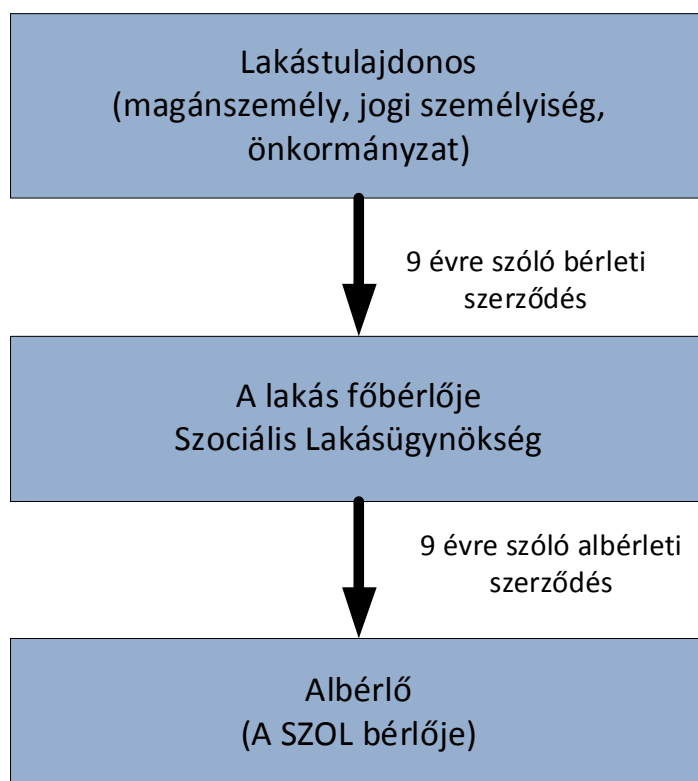 Lakástulajdonos
(magánszemély, jogi személyiség,
önkormányzat)
9 évre szóló bérleti
szerződés
A lakás főbérlője
Szociális Lakásügynökség
9 évre szóló albérleti
szerződés
Albérlő
(A SZOL bérlője)